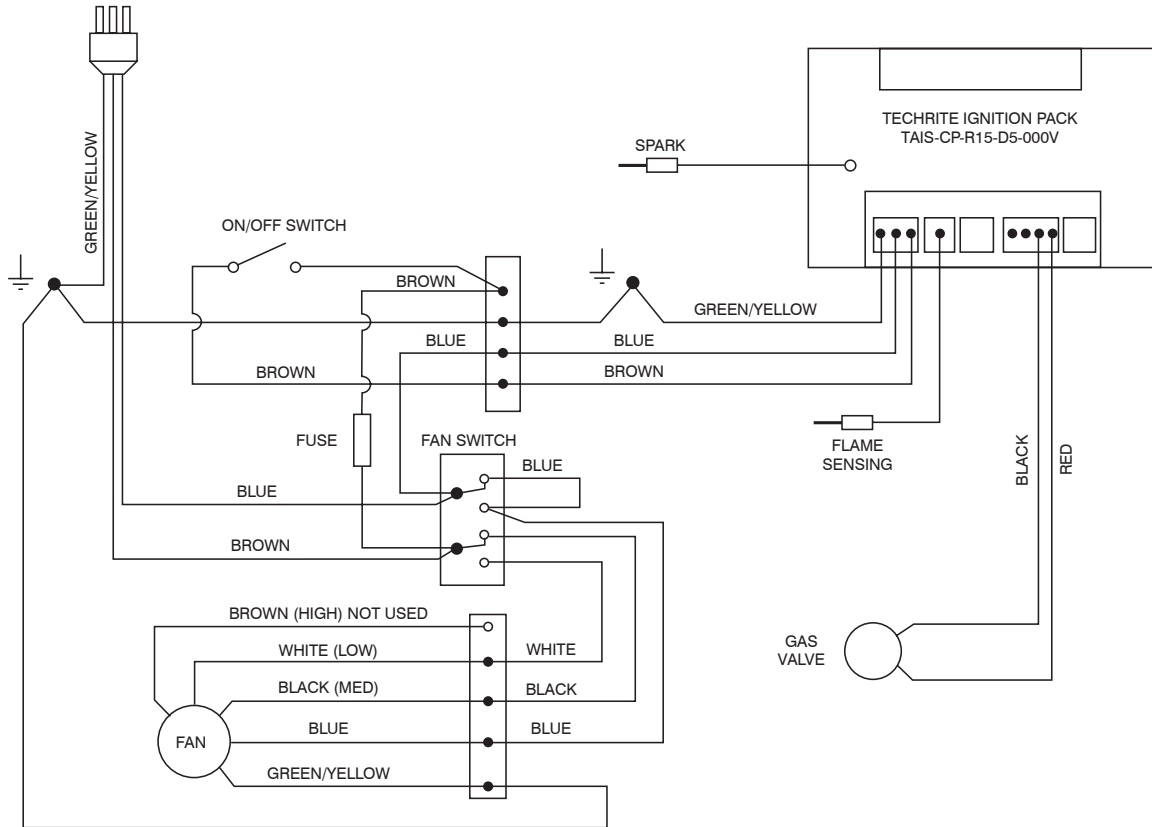 GREEN/YELLOW
TECHRITE IGNITION PACK
TAIS-CP-R15-D5-000V
SPARK
ON/OFF SWITCH
BROWN
GREEN/YELLOW
BLUE
BLUE
BROWN
BROWN
FUSE
FAN SWITCH
FLAME
SENSING
BLACK
RED
BLUE
BLUE
BROWN
BROWN (HIGH) NOT USED
WHITE (LOW)
WHITE
GAS
VALVE
BLACK (MED)
BLACK
FAN
BLUE
BLUE
GREEN/YELLOW